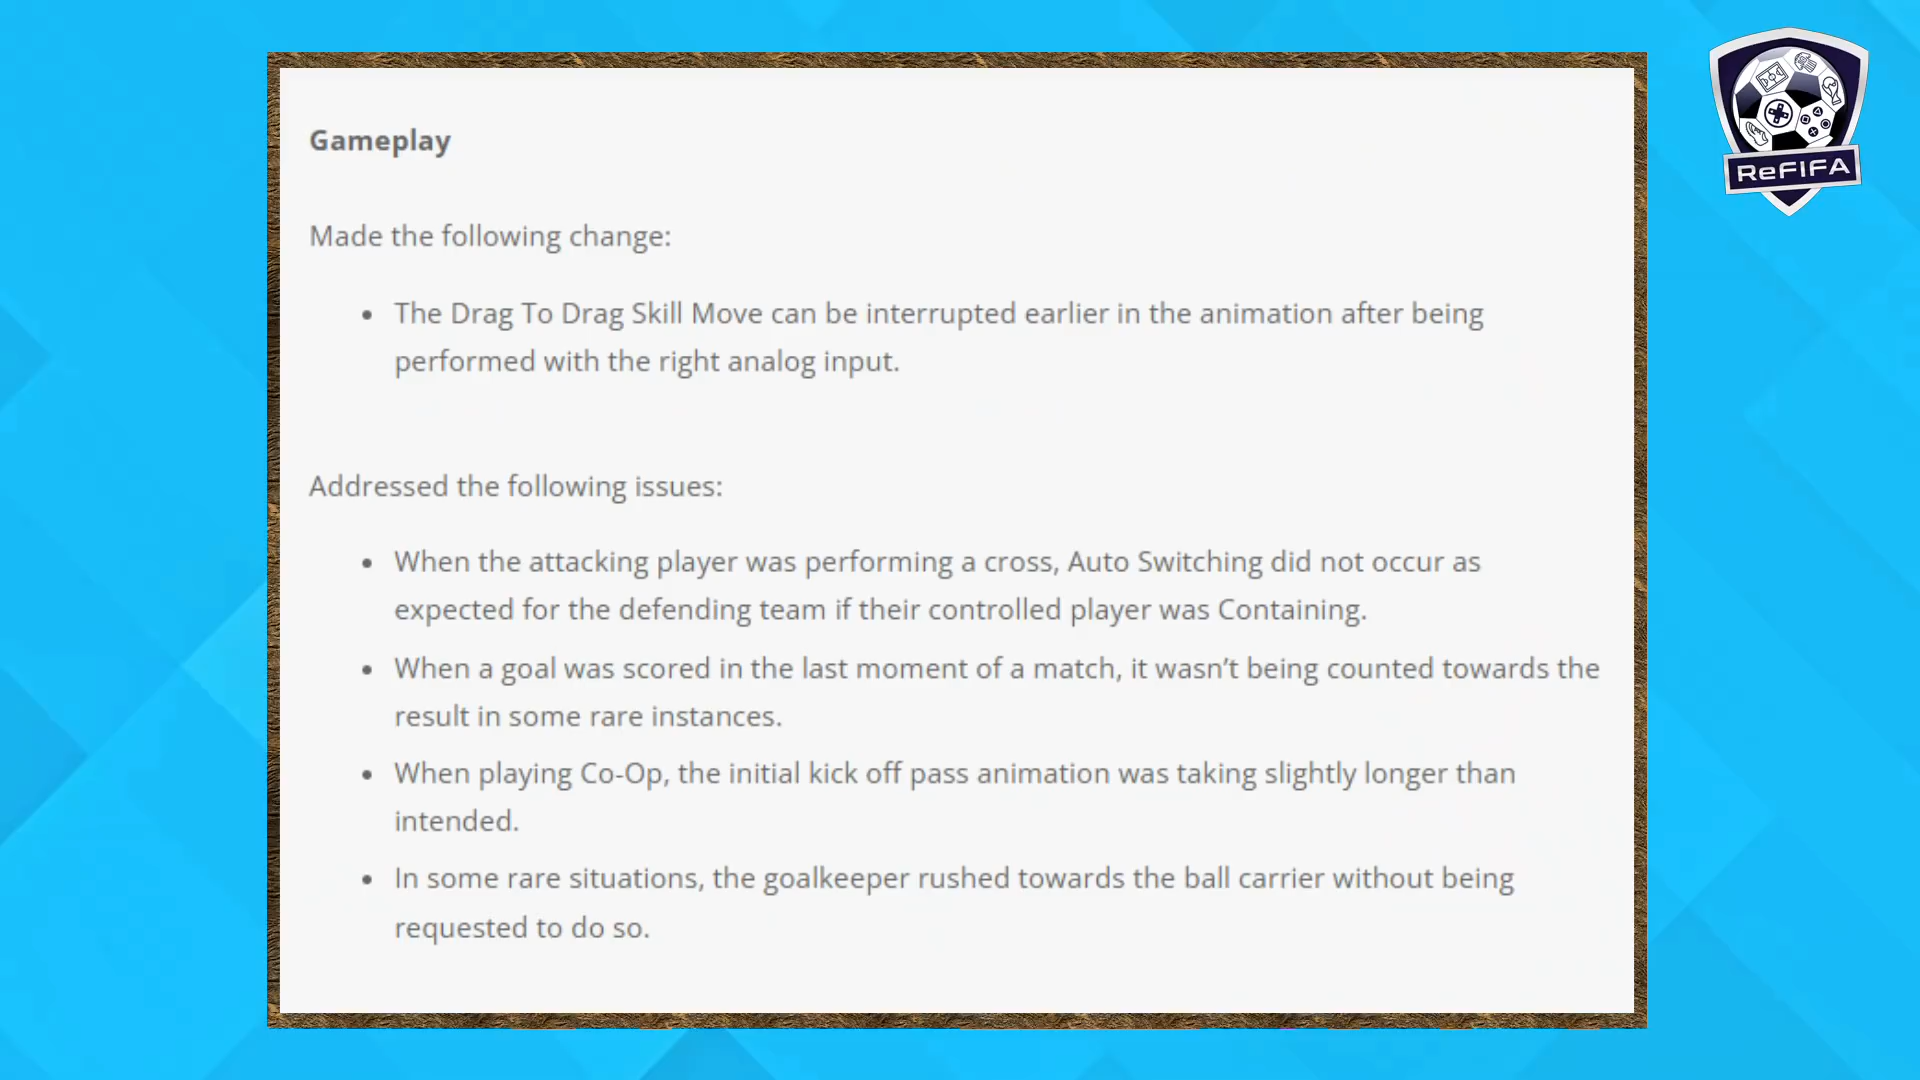 Gameplay
Made the following change:
• The Drag To Drag Skill Move can be interrupted earlier in the animation after being
performed with the right analog input.
Addressed the following issues:
• When the attacking player was performing a cross, Auto Switching did not occur as
expected for the defending team if their controlled player was Containing.
• When a goal was scored in the last moment of a match, it wasn’t being counted towards the
result in some rare instances.
• When playing Co-Op, the initial kick off pass animation was taking slightly longer than
intended.
• In some rare situations, the goalkeeper rushed towards the ball carrier without being
requested to do so.
ReFIFA